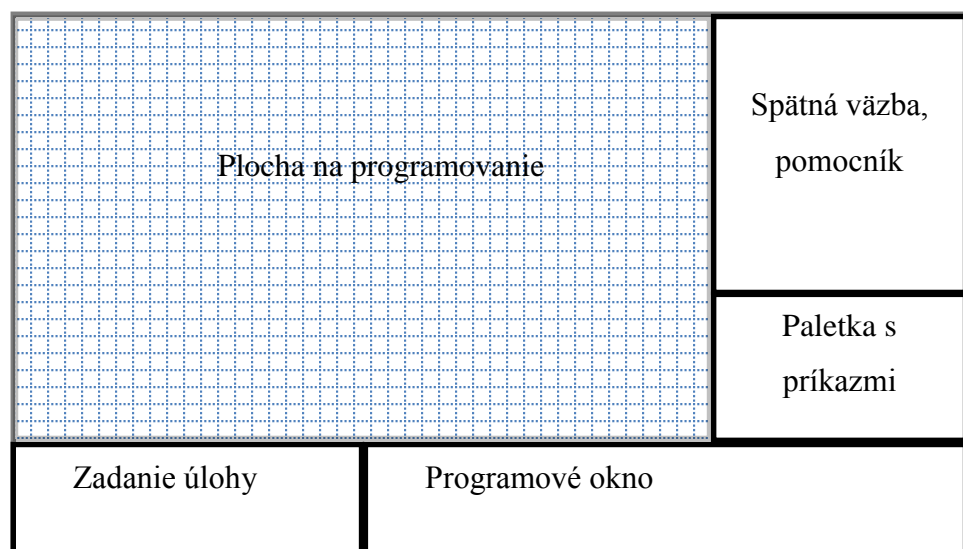 Plocha na programovanie
Spätná väzba,
pomocník
Paletka s
príkazmi
Zadanie úlohy
Programové okno